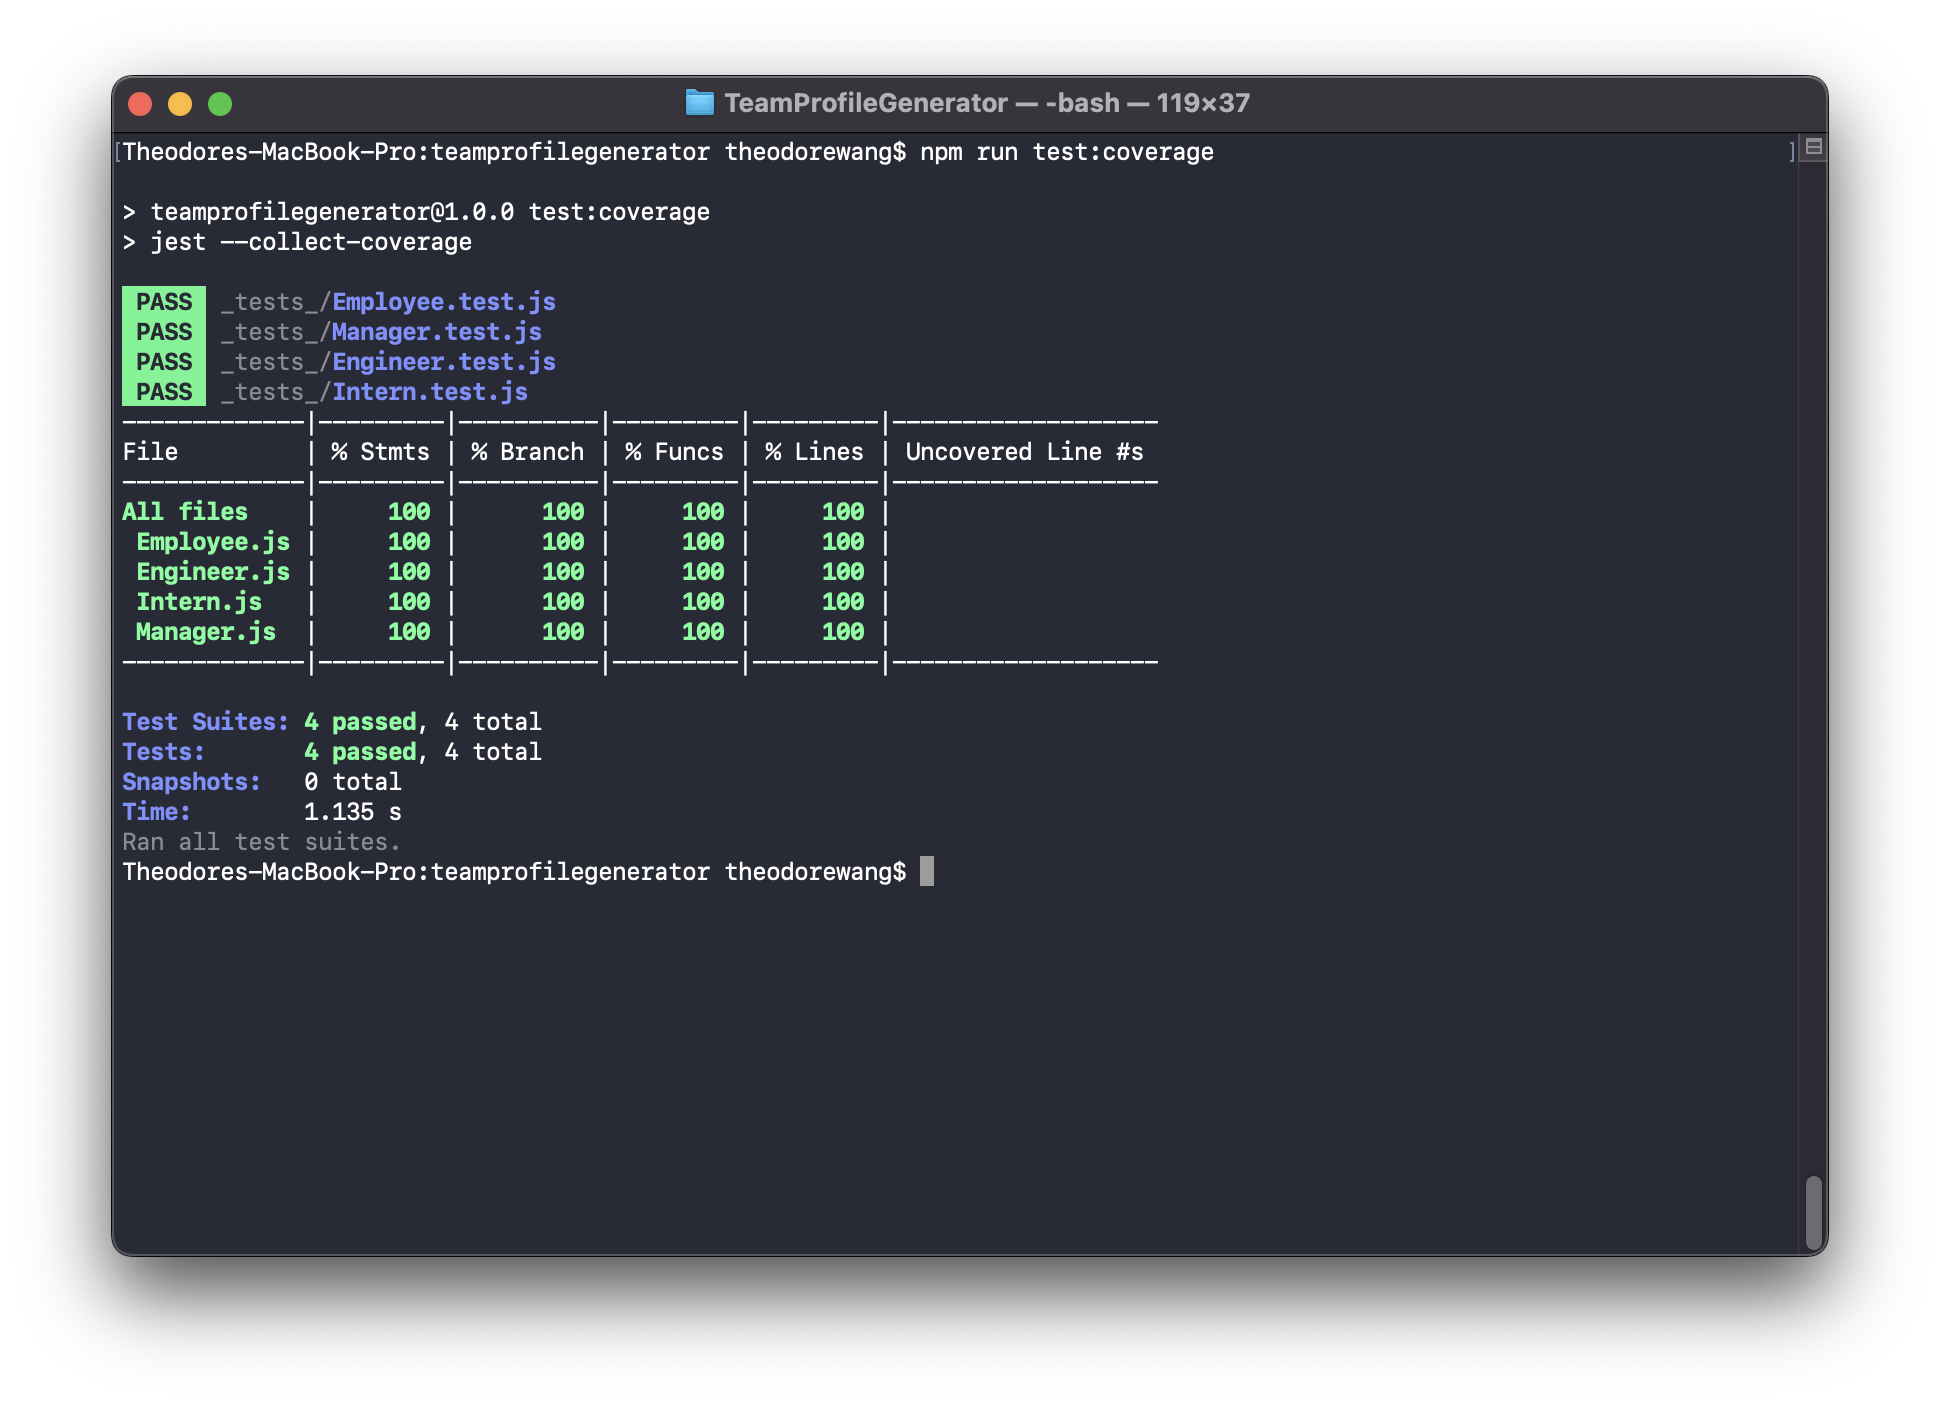 TeamProfileGenerator — -bash — 119×37
[Theodores-MacBook-Pro:teamprofilegenerator theodorewang$ npm run test:coverage ]
> teamprofilegenerator@1.0.0 test:coverage
> jest --collect-coverage
PASS _tests_/Employee.test.js
PASS _tests_/Manager.test.js
PASS _tests_/Engineer.test.js
PASS _tests_/Intern.test.js
-------------|---------|----------|---------|---------|-------------------
File         | % Stmts | % Branch | % Funcs | % Lines | Uncovered Line #s
-------------|---------|----------|---------|---------|-------------------
All files    |     100 |      100 |     100 |     100 |
 Employee.js |     100 |      100 |     100 |     100 |
 Engineer.js |     100 |      100 |     100 |     100 |
 Intern.js   |     100 |      100 |     100 |     100 |
 Manager.js  |     100 |      100 |     100 |     100 |
-------------|---------|----------|---------|---------|-------------------
Test Suites: 4 passed, 4 total
Tests:       4 passed, 4 total
Snapshots:   0 total
Time:        1.135 s
Ran all test suites.
Theodores-MacBook-Pro:teamprofilegenerator theodorewang$